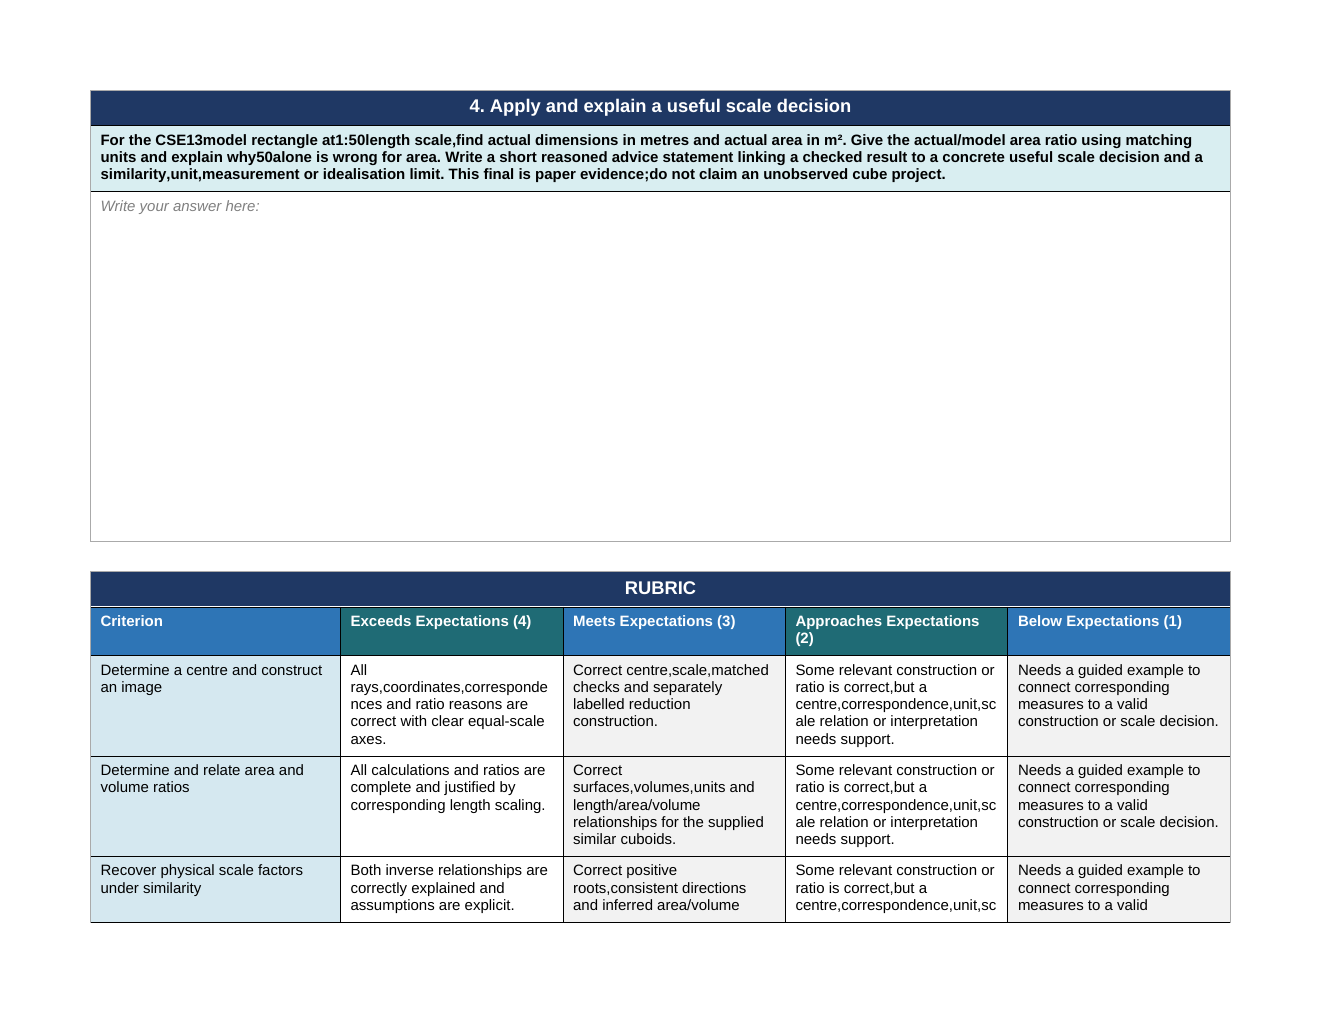 4. Apply and explain a useful scale decision
For the CSE13model rectangle at1:50length scale,find actual dimensions in metres and actual area in m². Give the actual/model area ratio using matching
units and explain why50alone is wrong for area. Write a short reasoned advice statement linking a checked result to a concrete useful scale decision and a
similarity,unit,measurement or idealisation limit. This final is paper evidence;do not claim an unobserved cube project.
Write your answer here:
RUBRIC
Criterion
Exceeds Expectations (4)
Meets Expectations (3)
Approaches Expectations
(2)
Below Expectations (1)
Determine a centre and construct
an image
All
rays,coordinates,corresponde
nces and ratio reasons are
correct with clear equal-scale
axes.
Correct centre,scale,matched
checks and separately
labelled reduction
construction.
Some relevant construction or
ratio is correct,but a
centre,correspondence,unit,sc
ale relation or interpretation
needs support.
Needs a guided example to
connect corresponding
measures to a valid
construction or scale decision.
Determine and relate area and
volume ratios
All calculations and ratios are
complete and justified by
corresponding length scaling.
Correct
surfaces,volumes,units and
length/area/volume
relationships for the supplied
similar cuboids.
Some relevant construction or
ratio is correct,but a
centre,correspondence,unit,sc
ale relation or interpretation
needs support.
Needs a guided example to
connect corresponding
measures to a valid
construction or scale decision.
Recover physical scale factors
under similarity
Both inverse relationships are
correctly explained and
assumptions are explicit.
Correct positive
roots,consistent directions
and inferred area/volume
Some relevant construction or
ratio is correct,but a
centre,correspondence,unit,sc
Needs a guided example to
connect corresponding
measures to a valid